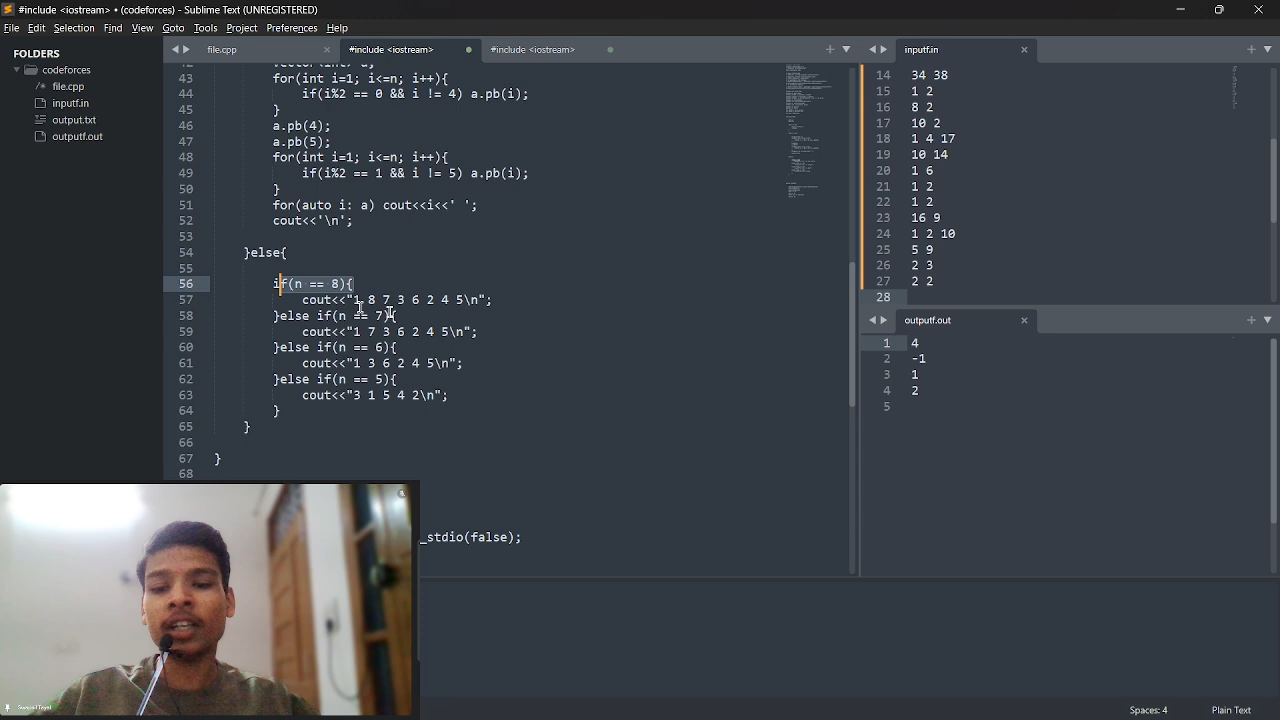 #include <iostream> • (codeforces) - Sublime Text (UNREGISTERED)
File Edit Selection Find View Goto Tools Project Preferences Help
FOLDERS
codeforces
file.cpp
inputf.in
output.txt
outputf.out
file.cpp
#include <iostream>
#include <iostream>
43 for(int i=1; i<=n; i++){
44 if(i%2 == 0 && i != 4) a.pb(i);
45 }
46 a.pb(4);
47 a.pb(5);
48 for(int i=1; i<=n; i++){
49 if(i%2 == 1 && i != 5) a.pb(i);
50 }
51 for(auto i: a) cout<<i<<' ';
52 cout<<'\n';
53
54 }else{
55
56 if(n == 8){
57 cout<<"1 8 7 3 6 2 4 5\n";
58 }else if(n == 7){
59 cout<<"1 7 3 6 2 4 5\n";
60 }else if(n == 6){
61 cout<<"1 3 6 2 4 5\n";
62 }else if(n == 5){
63 cout<<"3 1 5 4 2\n";
64 }
65 }
66
67 }
68
_stdio(false);
inputf.in
14 34 38
15 1 2
16 8 2
17 10 2
18 1 4 17
19 10 14
20 1 6
21 1 2
22 1 2
23 16 9
24 1 2 10
25 5 9
26 2 3
27 2 2
28
outputf.out
1 4
2 -1
3 1
4 2
5
Spaces: 4
Plain Text